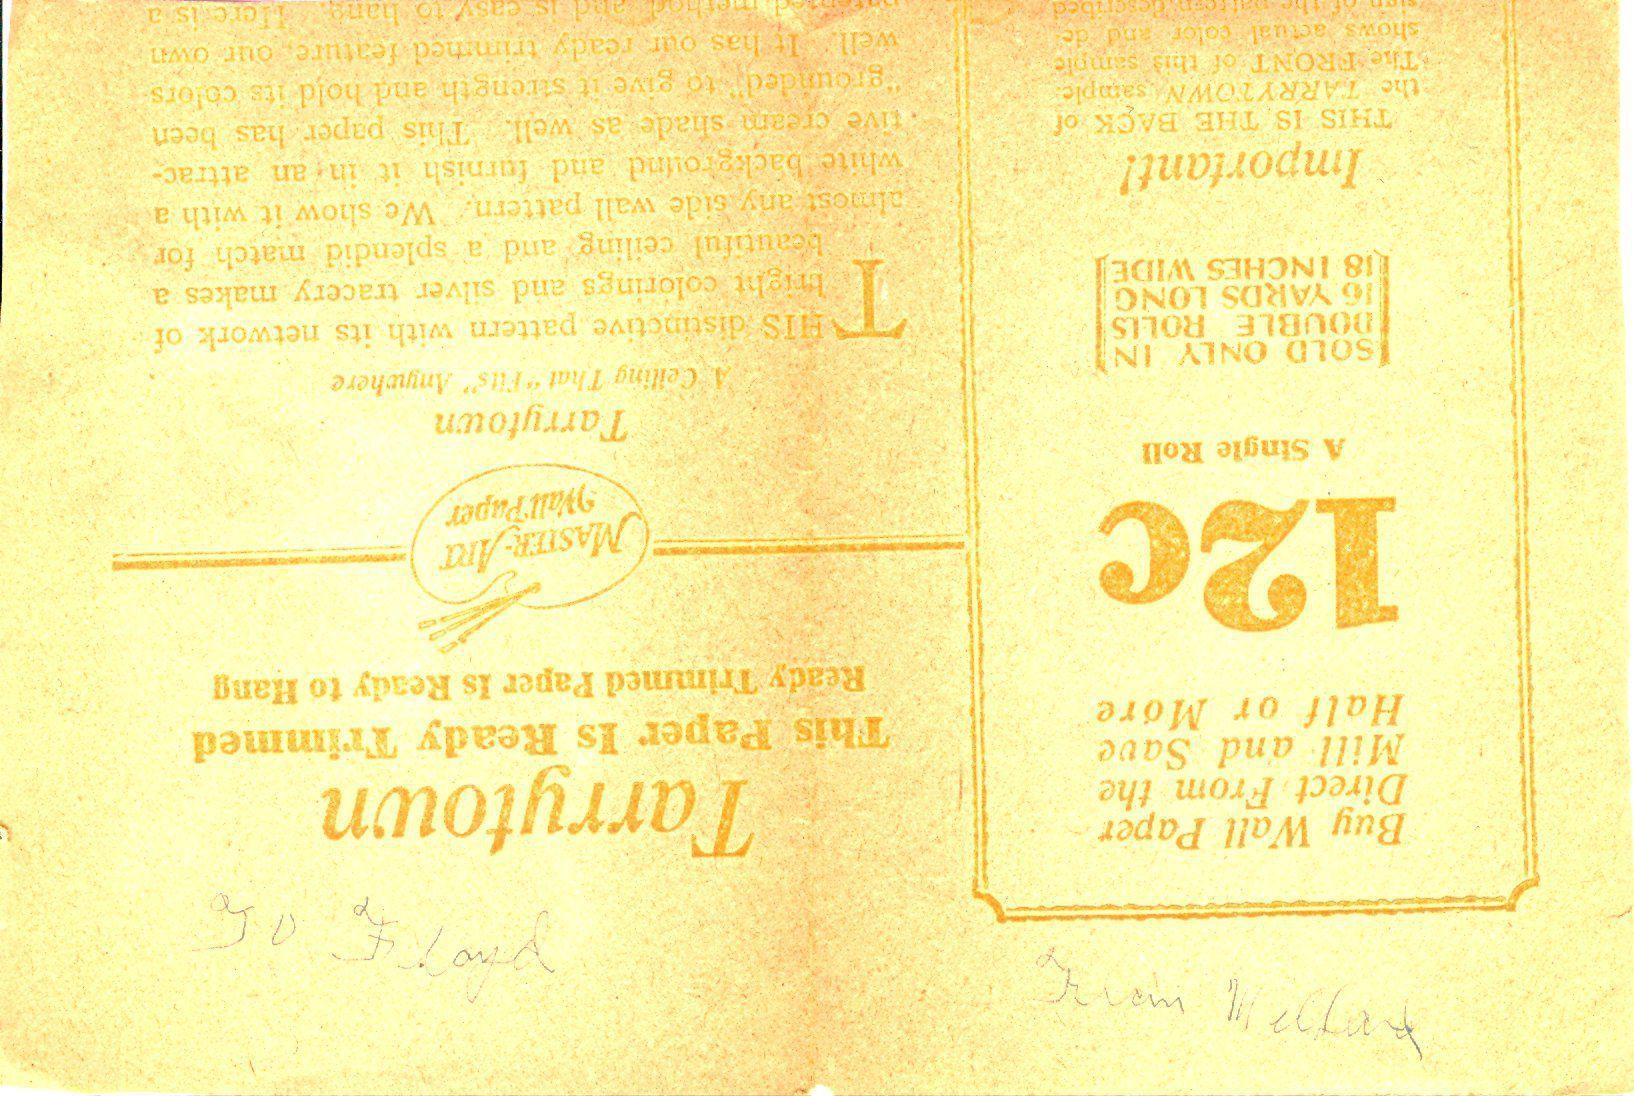 Buy Wall Paper
Direct From the
Mill and Save
Half or More
12c
A Single Roll
SOLD ONLY IN
DOUBLE ROLLS
16 YARDS LONG
18 INCHES WIDE
Important!
THIS IS THE BACK of
the TARRYTOWN sample.
The FRONT of this sample
shows actual color and de-
sign of the pattern described
Tarrytown
This Paper Is Ready Trimmed
Ready Trimmed Paper Is Ready to Hang
MASTER-ART
Wall Paper
Tarrytown
A Ceiling That "Fits" Anywhere
THIS distinctive pattern with its network of
bright colorings and silver tracery makes a
beautiful ceiling and a splendid match for
almost any side wall pattern. We show it with a
white background and furnish it in an attrac-
tive cream shade as well. This paper has been
"grounded" to give it strength and hold its colors
well. It has our ready trimmed feature, our own
patented method and is easy to hang. Here is a
To Floyd
From